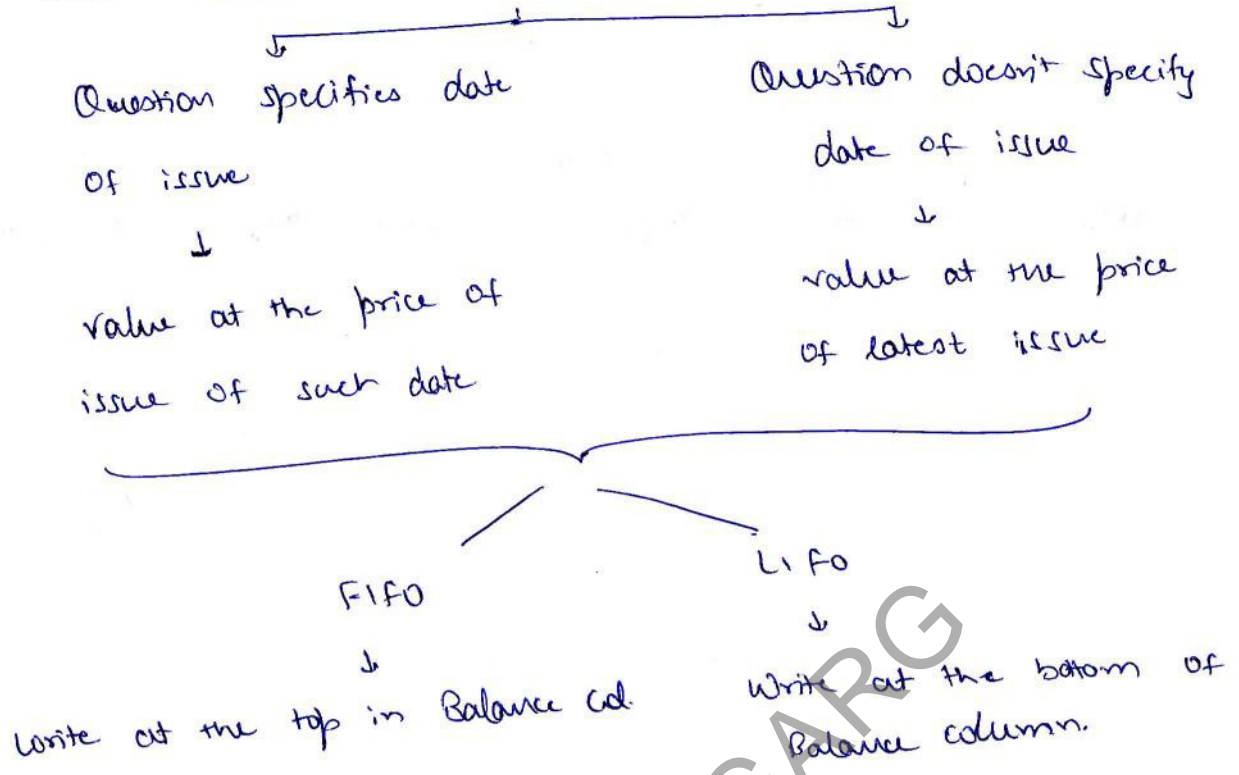 Question specifies date
of issue
↓
value at the price of
issue of such date
Question doesn't specify
date of issue
↓
value at the price
of latest issue
FIFO
↓
write at the top in Balance col.
LIFO
↓
Write at the bottom of
Balance column.
GARG